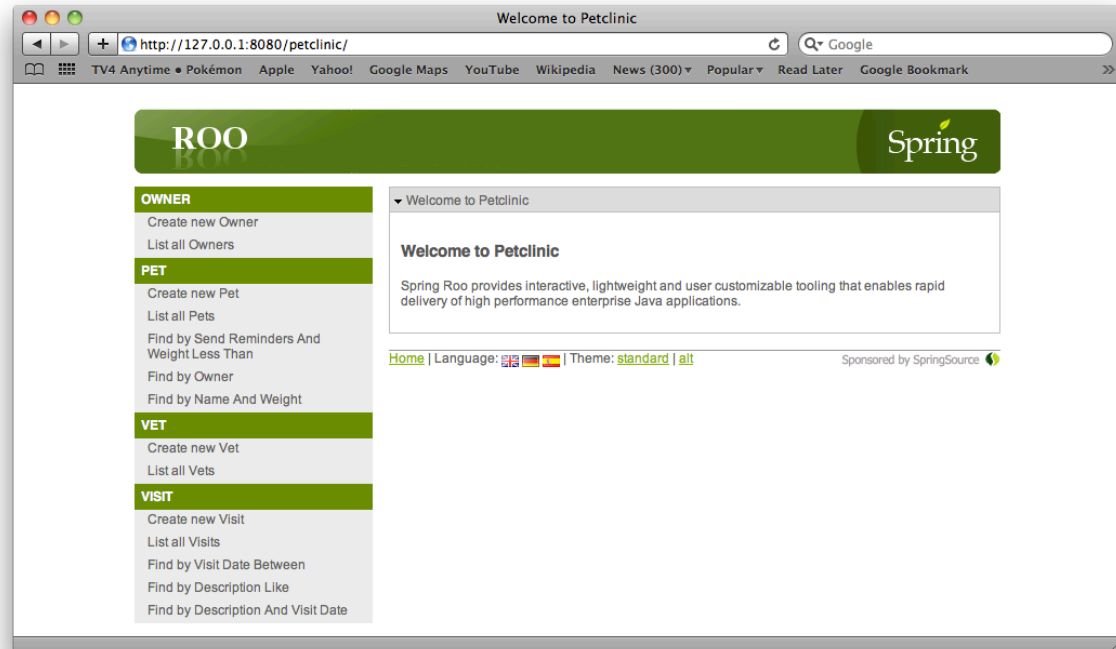 Welcome to Petclinic
http://127.0.0.1:8080/petclinic/
Google
TV4 Anytime • Pokémon Apple Yahoo! Google Maps YouTube Wikipedia News (300) Popular Read Later Google Bookmark
ROO
Spring
OWNER
Create new Owner
List all Owners
PET
Create new Pet
List all Pets
Find by Send Reminders And
Weight Less Than
Find by Owner
Find by Name And Weight
VET
Create new Vet
List all Vets
VISIT
Create new Visit
List all Visits
Find by Visit Date Between
Find by Description Like
Find by Description And Visit Date
Welcome to Petclinic
Welcome to Petclinic
Spring Roo provides interactive, lightweight and user customizable tooling that enables rapid
delivery of high performance enterprise Java applications.
Home | Language: | Theme: standard | alt
Sponsored by SpringSource